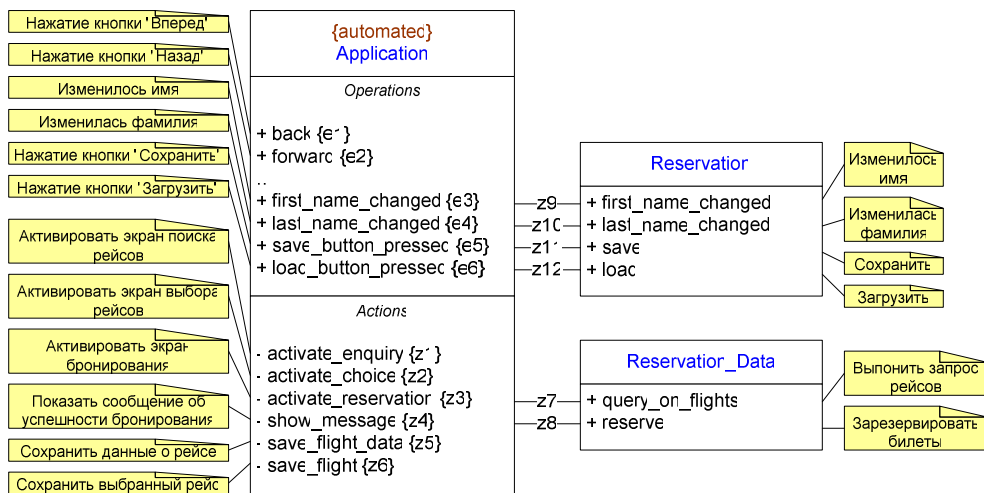 Нажатие кнопки 'Вперед'
Нажатие кнопки 'Назад'
Изменилось имя
Изменилась фамилия
Нажатие кнопки 'Сохранить'
Нажатие кнопки 'Загрузить'
Активировать экран поиска
рейсов
Активировать экран выбора
рейсов
Активировать экран
бронирования
Показать сообщение об
успешности бронирования
Сохранить данные о рейсе
Сохранить выбранный рейс
{automated}
Application
Operations
+ back {e1}
+ forward {e2}
..
+ first_name_changed {e3}
+ last_name_changed {e4}
+ save_button_pressed {e5}
+ load_button_pressed {e6}
Actions
- activate_enquiry {z1}
- activate_choice {z2}
- activate_reservation {z3}
- show_message {z4}
- save_flight_data {z5}
- save_flight {z6}
z9
z10
z11
z12
z7
z8
Reservation
+ first_name_changed
+ last_name_changed
+ save
+ load
Reservation_Data
+ query_on_flights
+ reserve
Изменилось
имя
Изменилась
фамилия
Сохранить
Загрузить
Выпонить запрос
рейсов
Зарезервировать
билеты